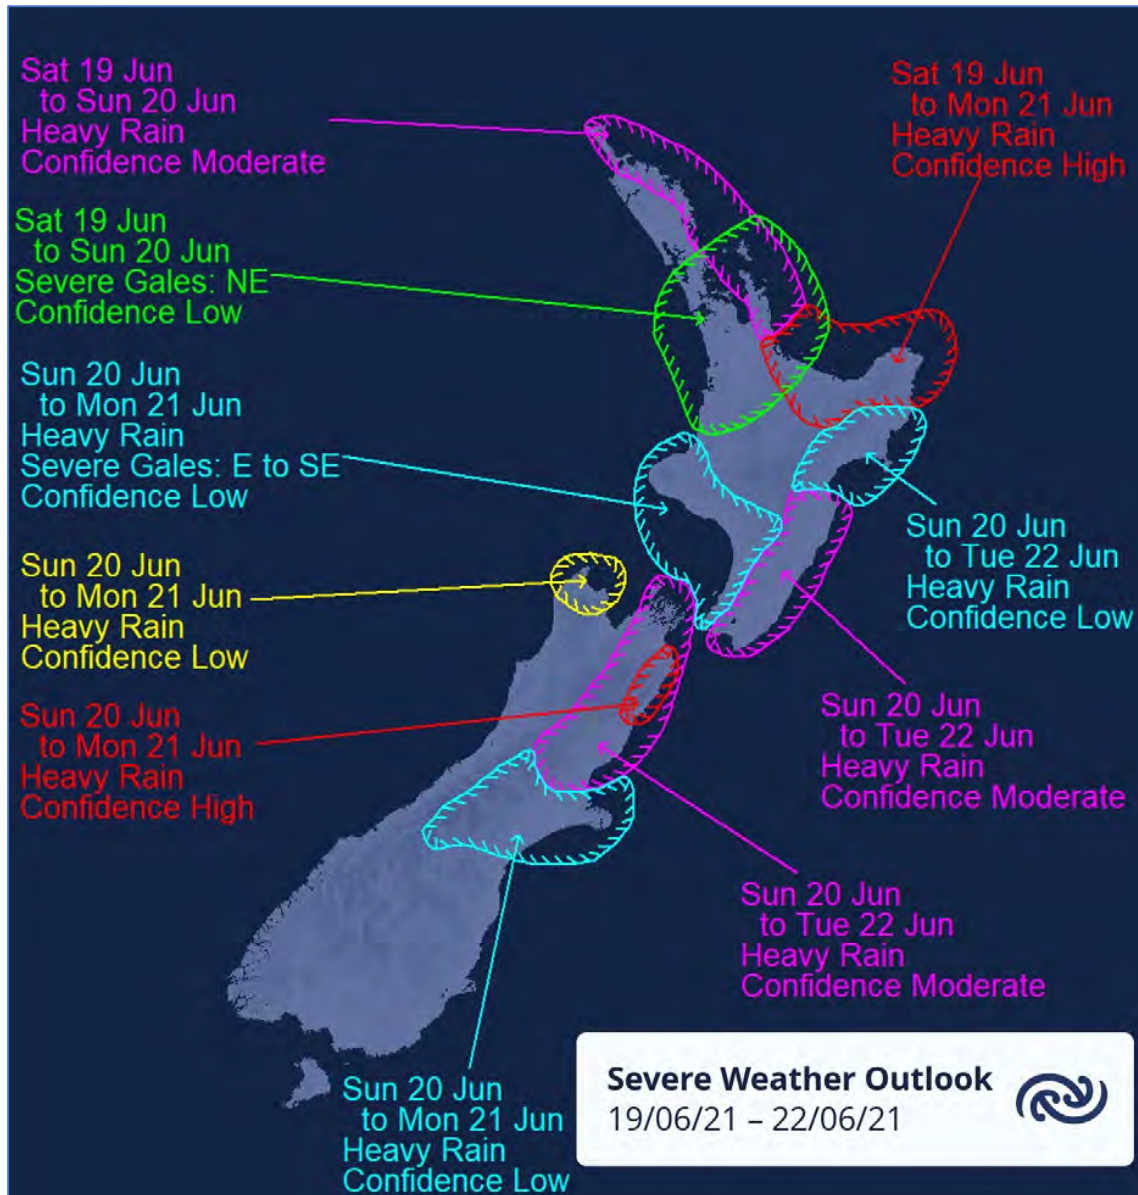 Sat 19 Jun
to Sun 20 Jun
Heavy Rain
Confidence Moderate
Sat 19 Jun
to Mon 21 Jun
Heavy Rain
Confidence High
Sat 19 Jun
to Sun 20 Jun
Severe Gales: NE
Confidence Low
Sun 20 Jun
to Mon 21 Jun
Heavy Rain
Severe Gales: E to SE
Confidence Low
Sun 20 Jun
to Tue 22 Jun
Heavy Rain
Confidence Low
Sun 20 Jun
to Mon 21 Jun
Heavy Rain
Confidence Low
Sun 20 Jun
to Mon 21 Jun
Heavy Rain
Confidence High
Sun 20 Jun
to Tue 22 Jun
Heavy Rain
Confidence Moderate
Sun 20 Jun
to Tue 22 Jun
Heavy Rain
Confidence Moderate
Sun 20 Jun
to Mon 21 Jun
Heavy Rain
Confidence Low
Severe Weather Outlook
19/06/21 – 22/06/21